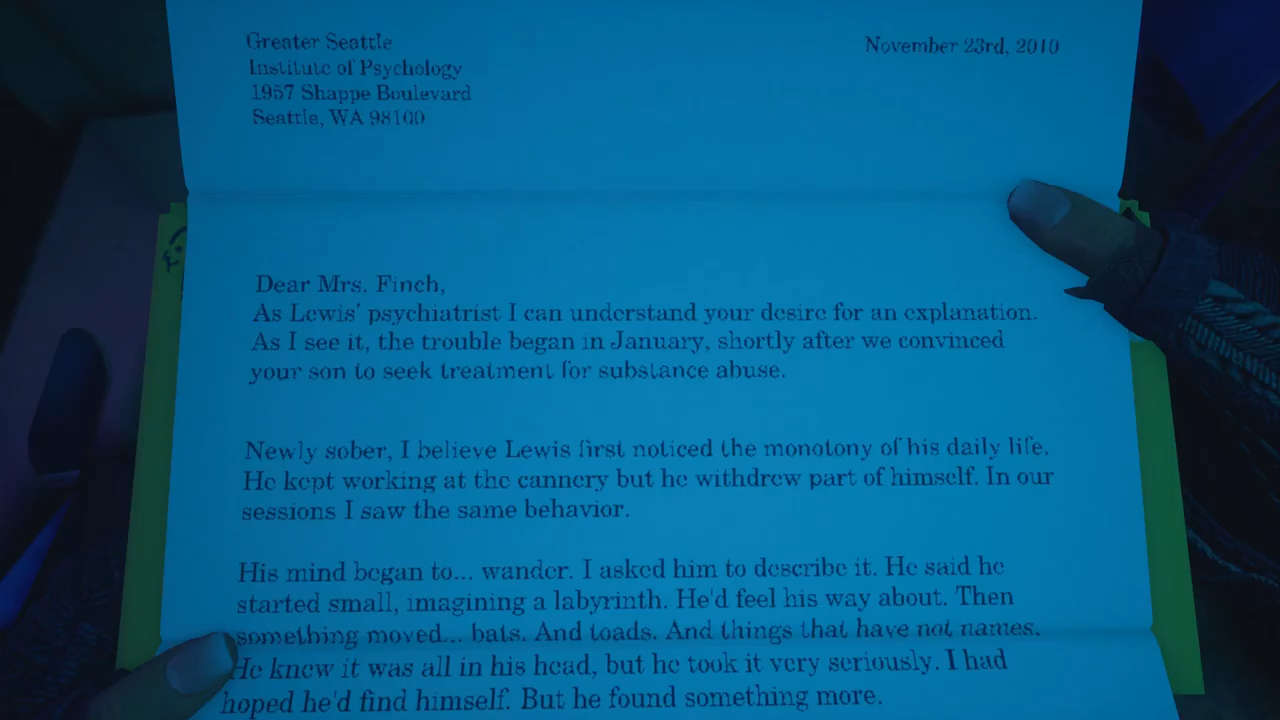 Greater Seattle
November 23rd, 2010
Institute of Psychology
1957 Shappe Boulevard
Seattle, WA 98100
Dear Mrs. Finch,
As Lewis' psychiatrist I can understand your desire for an explanation.
As I see it, the trouble began in January, shortly after we convinced
your son to seek treatment for substance abuse.
Newly sober, I believe Lewis first noticed the monotony of his daily life.
He kept working at the cannery but he withdrew part of himself. In our
sessions I saw the same behavior.
His mind began to... wander. I asked him to describe it. He said he
started small, imagining a labyrinth. He'd feel his way about. Then
something moved... bats. And toads. And things that have not names.
He knew it was all in his head, but he took it very seriously. I had
hoped he'd find himself. But he found something more.